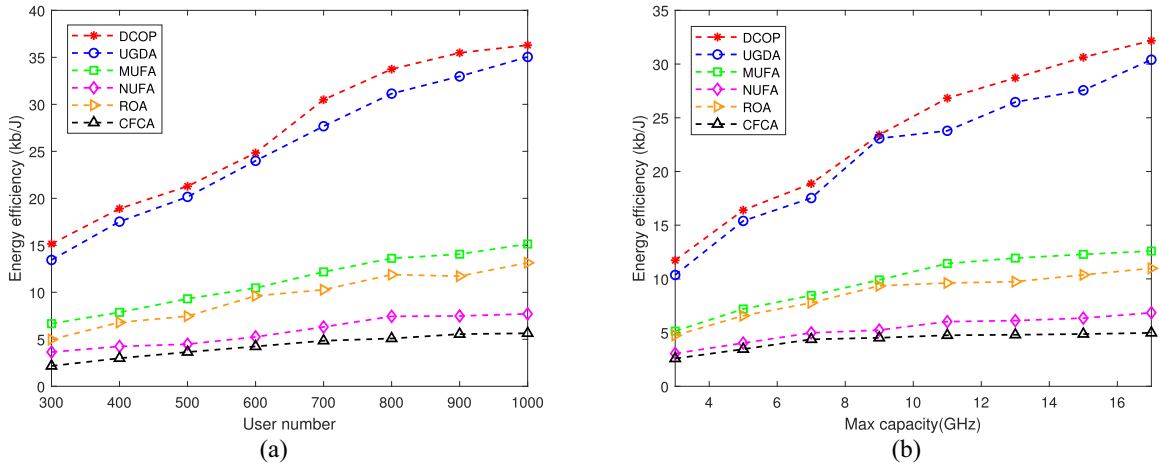 40
35
30
25
20
15
10
5
0
Energy efficiency (kb/J)
DCOP
UGDA
MUFA
NUFA
ROA
CFCA
300 400 500 600 700 800 900 1000
User number
(a)
35
30
25
20
15
10
5
0
Energy efficiency (kb/J)
DCOP
UGDA
MUFA
NUFA
ROA
CFCA
4 6 8 10 12 14 16
Max capacity(GHz)
(b)